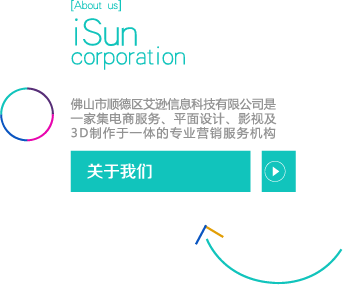 [About us]
iSun
corporation
佛山市顺德区艾逊信息科技有限公司是
一家集电商服务、平面设计、影视及
3D制作于一体的专业营销服务机构
关于我们